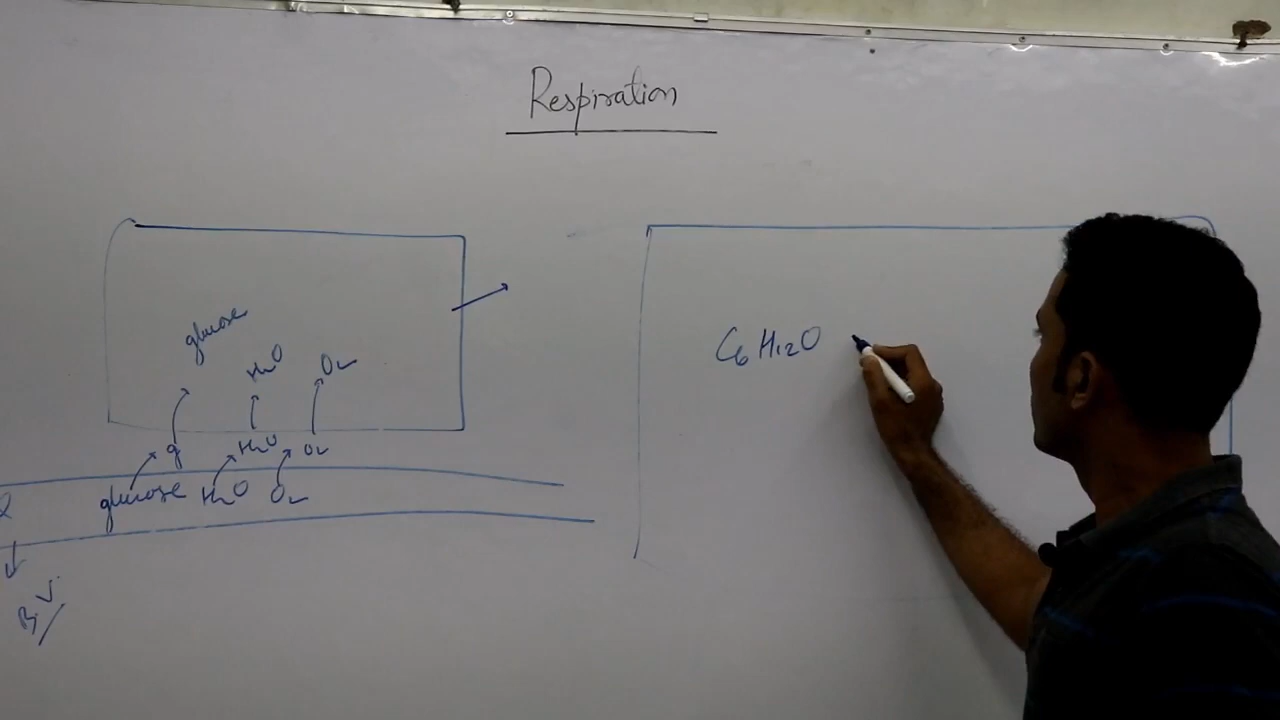 Respiration
glucose
H2O
O2
g
H2O
O2
glucose H2O O2
B.V.
C6H12O